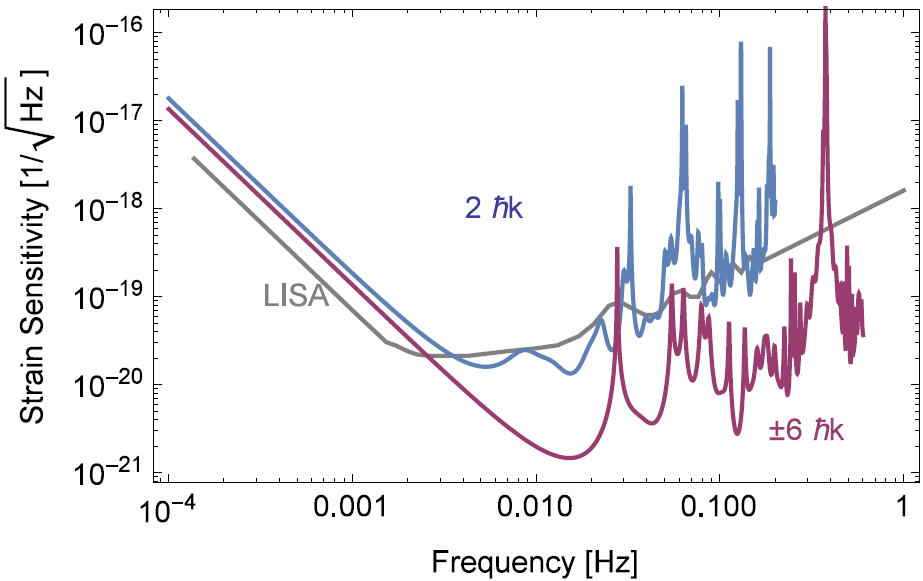 Strain Sensitivity [1/√Hz]
10⁻¹⁶
10⁻¹⁷
10⁻¹⁸
10⁻¹⁹
10⁻²⁰
10⁻²¹
2 ℏk
LISA
±6 ℏk
10⁻⁴ 0.001 0.010 0.100 1
Frequency [Hz]